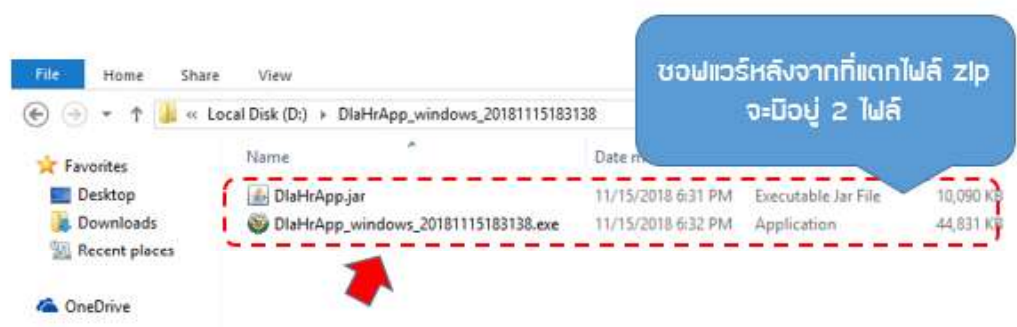 ซอฟแวร์หลังจากที่แตกไฟล์ zip
จะมีอยู่ 2 ไฟล์
File Home Share View
« Local Disk (D:) ▸ DlaHrApp_windows_20181115183138
Favorites
Desktop
Downloads
Recent places
OneDrive
Name Date m
DlaHrApp.jar 11/15/2018 6:31 PM Executable Jar File 10,090 KB
DlaHrApp_windows_20181115183138.exe 11/15/2018 6:32 PM Application 44,831 KB